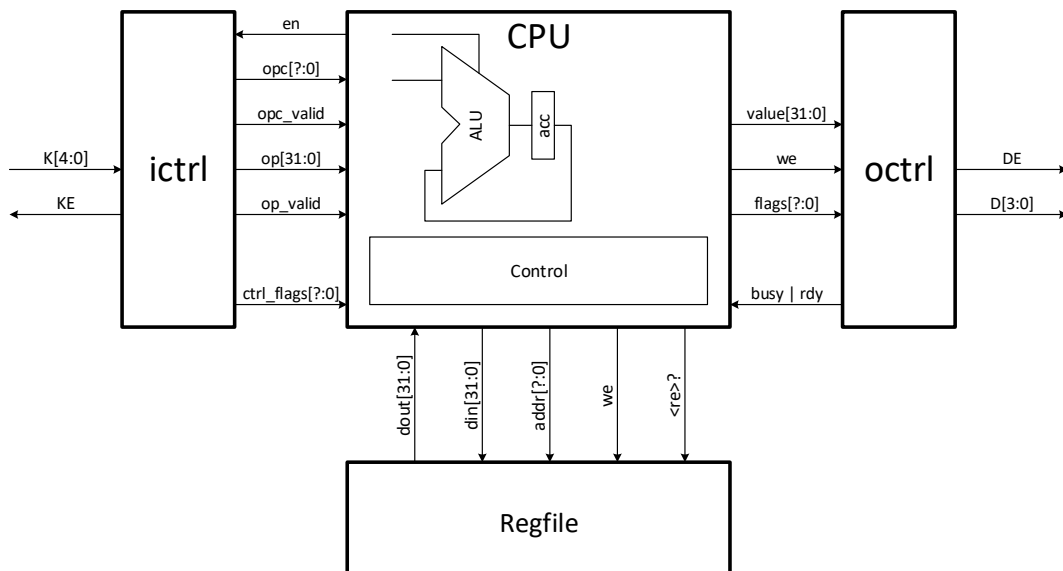 en
CPU
opc[?:0]
opc_valid
ALU
acc
value[31:0]
K[4:0]
ictrl
op[31:0]
we
octrl
DE
KE
op_valid
flags[?:0]
D[3:0]
Control
ctrl_flags[?:0]
busy | rdy
dout[31:0]
din[31:0]
addr[?:0]
we
<re>?
Regfile